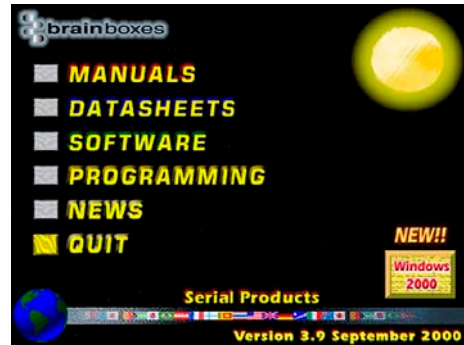 brainboxes
MANUALS
DATASHEETS
SOFTWARE
PROGRAMMING
NEWS
QUIT
NEW!!
Windows
2000
Serial Products
Version 3.9 September 2000